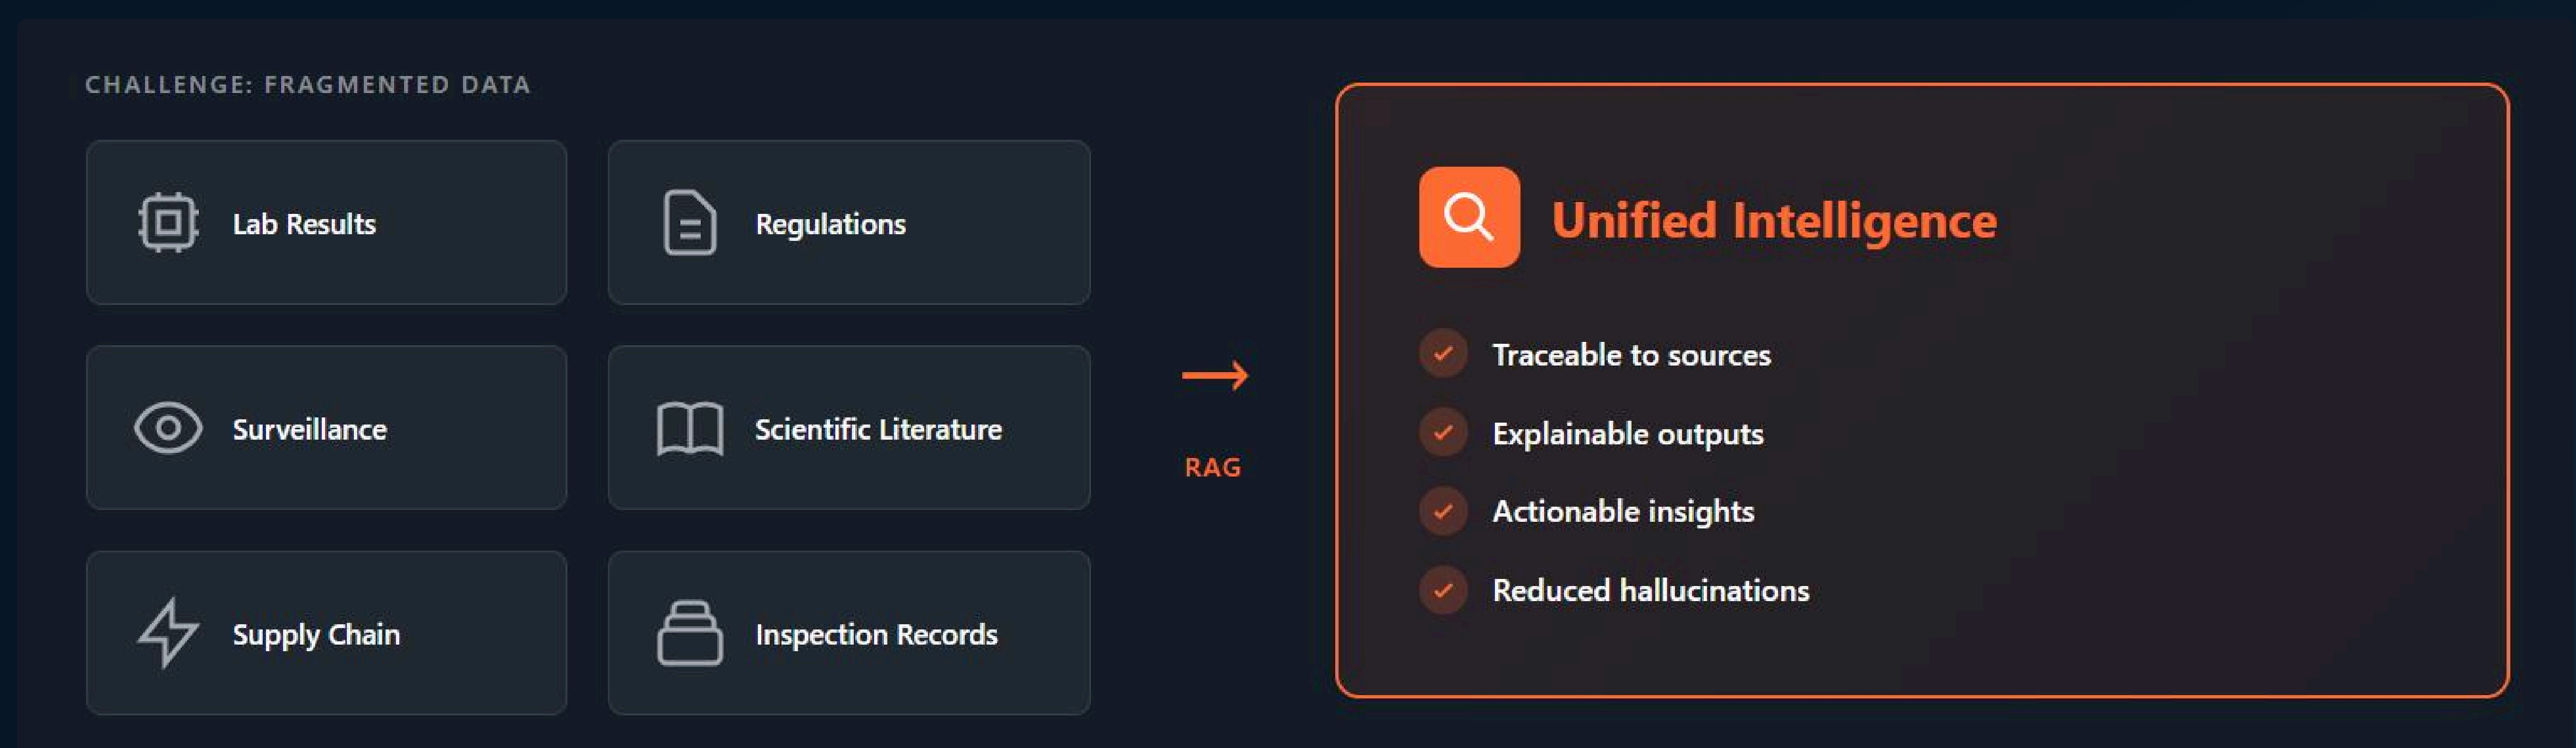 CHALLENGE: FRAGMENTED DATA
Lab Results
Regulations
Surveillance
Scientific Literature
Supply Chain
Inspection Records
RAG
Unified Intelligence
Traceable to sources
Explainable outputs
Actionable insights
Reduced hallucinations